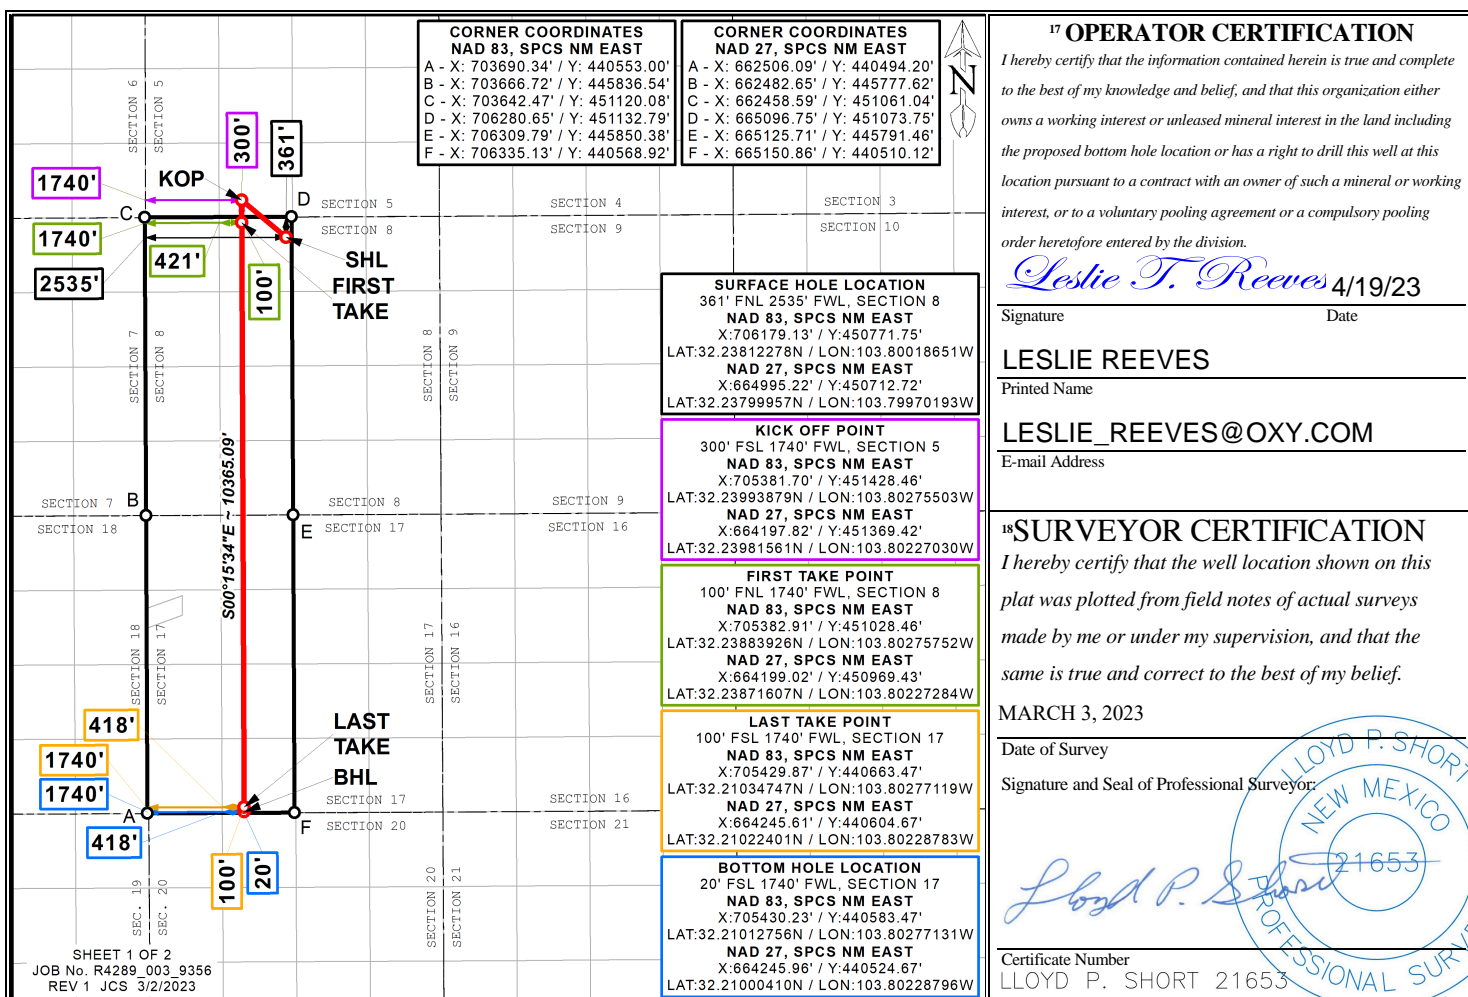 CORNER COORDINATES
NAD 83, SPCS NM EAST
A - X: 703690.34' / Y: 440553.00'
B - X: 703666.72' / Y: 445836.54'
C - X: 703642.47' / Y: 451120.08'
D - X: 706280.65' / Y: 451132.79'
E - X: 706309.79' / Y: 445850.38'
F - X: 706335.13' / Y: 440568.92'
CORNER COORDINATES
NAD 27, SPCS NM EAST
A - X: 662506.09' / Y: 440494.20'
B - X: 662482.65' / Y: 445777.62'
C - X: 662458.59' / Y: 451061.04'
D - X: 665096.75' / Y: 451073.75'
E - X: 665125.71' / Y: 445791.46'
F - X: 665150.86' / Y: 440510.12'
N
SECTION 6
SECTION 5
300'
361'
1740'
KOP
C
D
SECTION 5
SECTION 4
SECTION 3
SECTION 8
SECTION 9
SECTION 10
1740'
421'
2535'
100'
SHL
FIRST
TAKE
SECTION 7
SECTION 8
SECTION 8
SECTION 9
SURFACE HOLE LOCATION
361' FNL 2535' FWL, SECTION 8
NAD 83, SPCS NM EAST
X:706179.13' / Y:450771.75'
LAT:32.23812278N / LON:103.80018651W
NAD 27, SPCS NM EAST
X:664995.22' / Y:450712.72'
LAT:32.23799957N / LON:103.79970193W
KICK OFF POINT
300' FSL 1740' FWL, SECTION 5
NAD 83, SPCS NM EAST
X:705381.70' / Y:451428.46'
LAT:32.23993879N / LON:103.80275503W
NAD 27, SPCS NM EAST
X:664197.82' / Y:451369.42'
LAT:32.23981561N / LON:103.80227030W
S00°15'34"E ~ 10365.09'
SECTION 7
B
SECTION 8
SECTION 9
SECTION 18
E
SECTION 17
SECTION 16
FIRST TAKE POINT
100' FNL 1740' FWL, SECTION 8
NAD 83, SPCS NM EAST
X:705382.91' / Y:451028.46'
LAT:32.23883926N / LON:103.80275752W
NAD 27, SPCS NM EAST
X:664199.02' / Y:450969.43'
LAT:32.23871607N / LON:103.80227284W
SECTION 18
SECTION 17
SECTION 17
SECTION 16
LAST TAKE POINT
100' FSL 1740' FWL, SECTION 17
NAD 83, SPCS NM EAST
X:705429.87' / Y:440663.47'
LAT:32.21034747N / LON:103.80277119W
NAD 27, SPCS NM EAST
X:664245.61' / Y:440604.67'
LAT:32.21022401N / LON:103.80228783W
418'
1740'
1740'
LAST
TAKE
BHL
A
F
SECTION 17
SECTION 16
SECTION 20
SECTION 21
418'
100'
20'
BOTTOM HOLE LOCATION
20' FSL 1740' FWL, SECTION 17
NAD 83, SPCS NM EAST
X:705430.23' / Y:440583.47'
LAT:32.21012756N / LON:103.80277131W
NAD 27, SPCS NM EAST
X:664245.96' / Y:440524.67'
LAT:32.21000410N / LON:103.80228796W
SEC. 19
SEC. 20
SECTION 20
SECTION 21
SHEET 1 OF 2
JOB No. R4289_003_9356
REV 1 JCS 3/2/2023
17 OPERATOR CERTIFICATION
I hereby certify that the information contained herein is true and complete
to the best of my knowledge and belief, and that this organization either
owns a working interest or unleased mineral interest in the land including
the proposed bottom hole location or has a right to drill this well at this
location pursuant to a contract with an owner of such a mineral or working
interest, or to a voluntary pooling agreement or a compulsory pooling
order heretofore entered by the division.
Leslie T. Reeves 4/19/23
Signature Date
LESLIE REEVES
Printed Name
LESLIE_REEVES@OXY.COM
E-mail Address
18 SURVEYOR CERTIFICATION
I hereby certify that the well location shown on this
plat was plotted from field notes of actual surveys
made by me or under my supervision, and that the
same is true and correct to the best of my belief.
MARCH 3, 2023
Date of Survey
Signature and Seal of Professional Surveyor:
LLOYD P. SHORT
NEW MEXICO
21653
PROFESSIONAL SURV
Lloyd P. Short
Certificate Number
LLOYD P. SHORT 21653